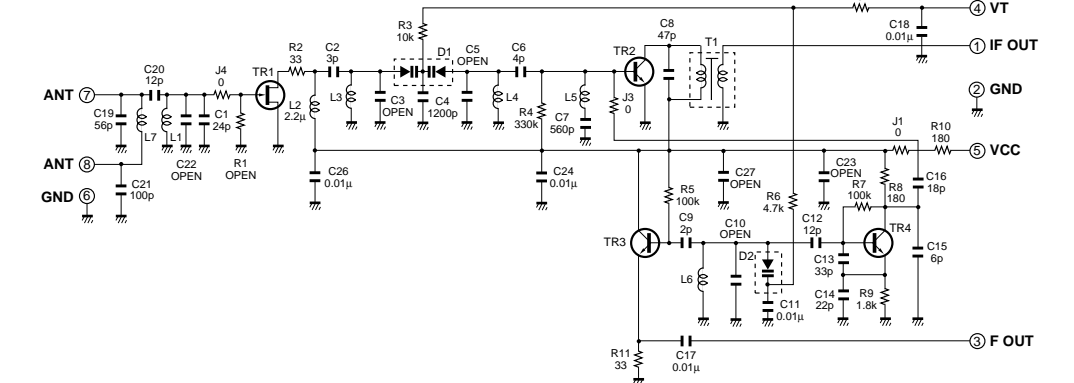 ④ VT
R3
10k
C18
0.01μ
C8
47p
T1
① IF OUT
R2
33
C2
3p
D1
C5
OPEN
C6
4p
TR2
C20
12p
J4
0
TR1
② GND
ANT ⑦
C19
56p
L7
L1
C1
24p
L2
2.2μ
L3
C3
OPEN
C4
1200p
L4
R4
330k
L5
C7
560p
J3
0
J1
0
R10
180
⑤ VCC
ANT ⑧
C22
OPEN
R1
OPEN
C21
100p
GND ⑥
C26
0.01μ
C24
0.01μ
C27
OPEN
C23
OPEN
R7
100k
R8
180
C16
18p
R5
100k
R6
4.7k
C9
2p
C10
OPEN
C12
12p
TR3
TR4
D2
L6
C13
33p
C15
6p
C14
22p
R9
1.8k
C11
0.01μ
③ F OUT
R11
33
C17
0.01μ